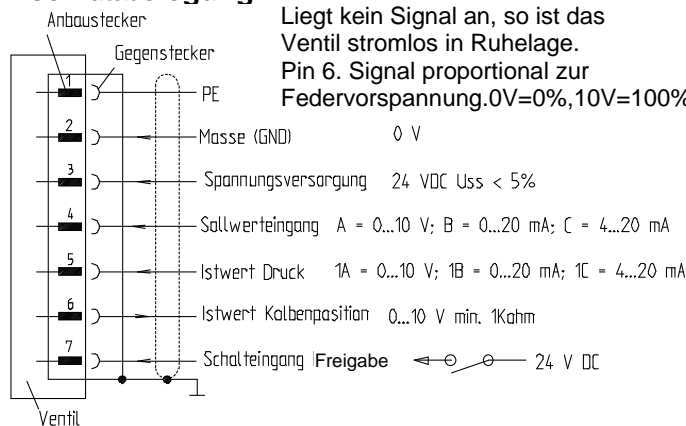 Anbaustecker
Gegenstecker
Liegt kein Signal an, so ist das
Ventil stromlos in Ruhelage.
Pin 6. Signal proportional zur
Federvorspannung.0V=0%,10V=100%
1 PE
2 Masse (GND) 0 V
3 Spannungsversorgung 24 VDC Uss < 5%
4 Sollwerteingang A = 0...10 V; B = 0...20 mA; C = 4...20 mA
5 Istwert Druck 1A = 0...10 V; 1B = 0...20 mA; 1C = 4...20 mA
6 Istwert Kolbenposition 0...10 V min. 1Kohm
7 Schalteingang Freigabe 24 V DC
Ventil